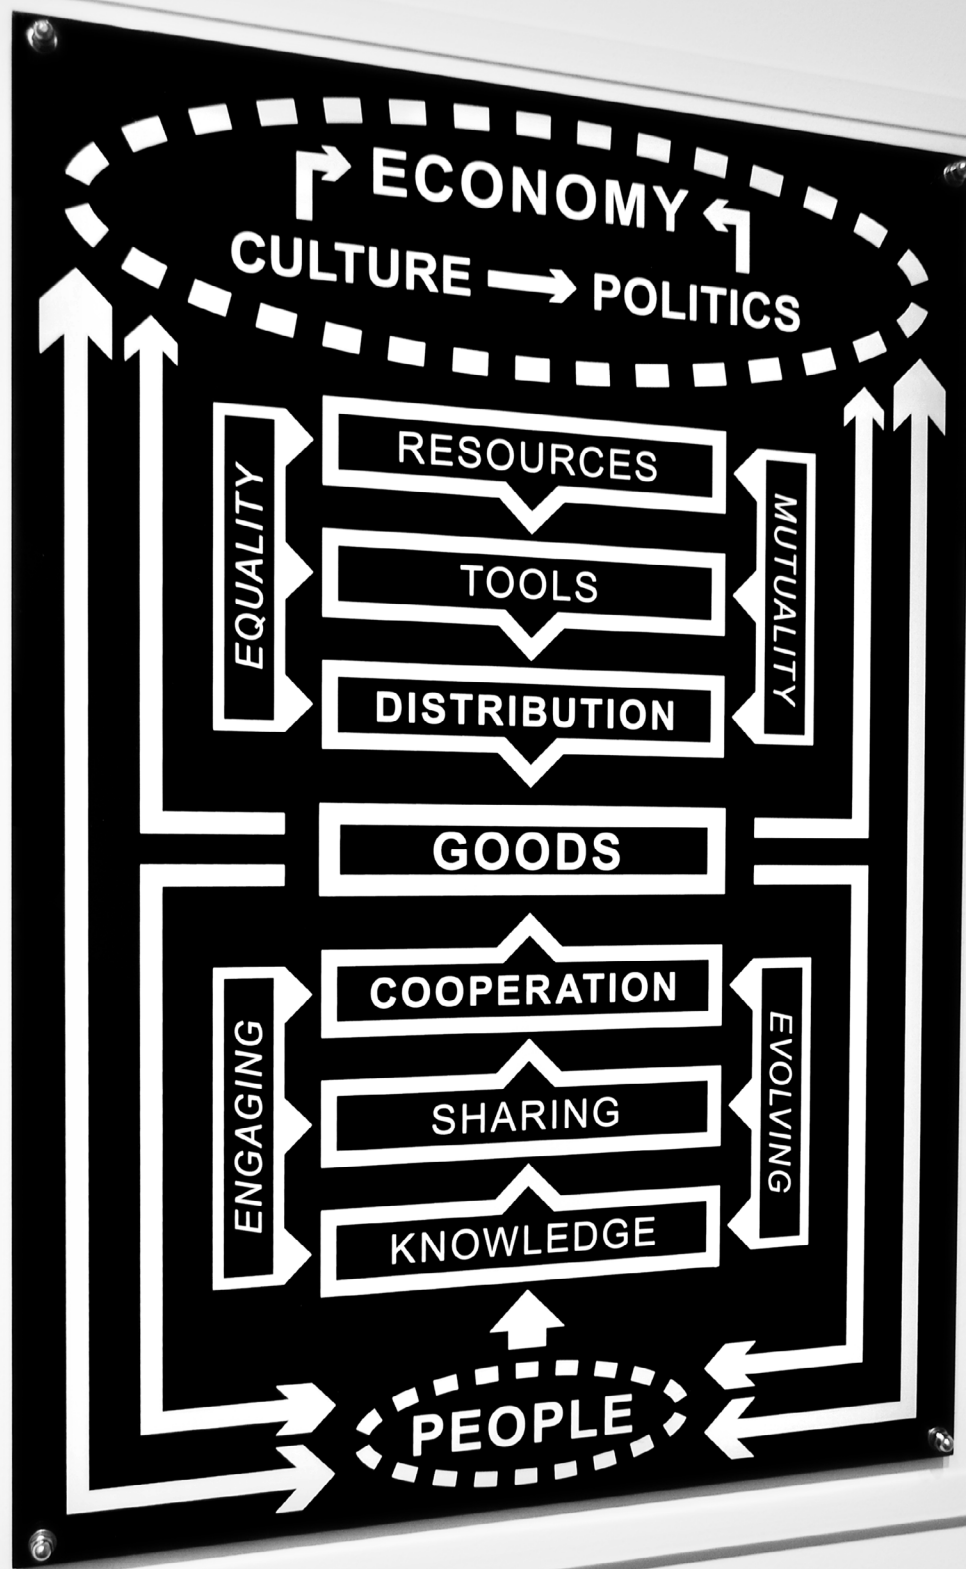 ECONOMY
CULTURE POLITICS
RESOURCES
EQUALITY
MUTUALITY
TOOLS
DISTRIBUTION
GOODS
COOPERATION
ENGAGING
EVOLVING
SHARING
KNOWLEDGE
PEOPLE